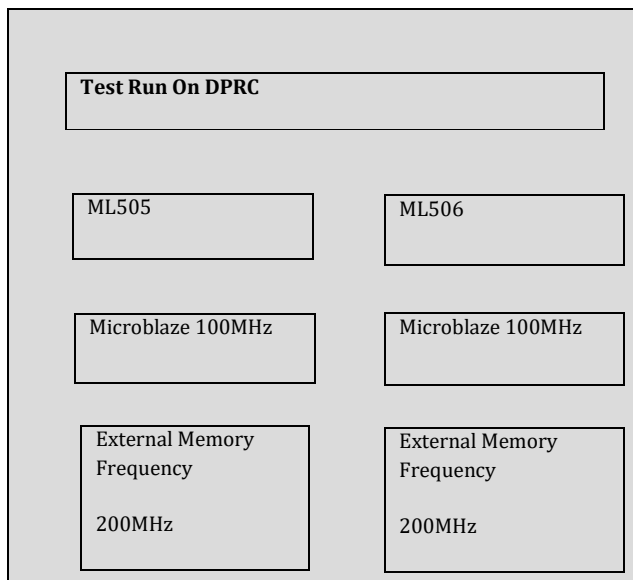 Test Run On DPRC
ML505
ML506
Microblaze 100MHz
Microblaze 100MHz
External Memory
Frequency
200MHz
External Memory
Frequency
200MHz